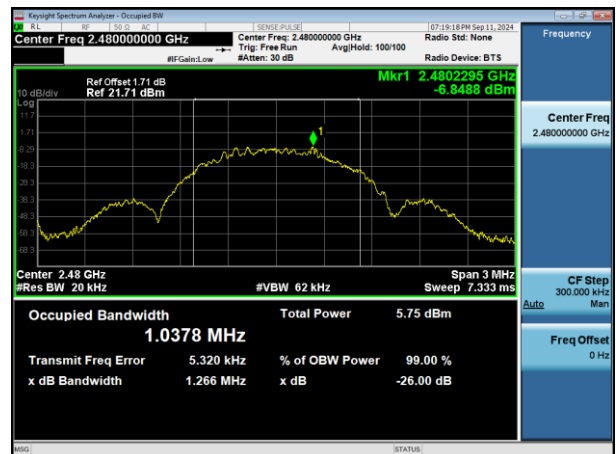 Keysight Spectrum Analyzer - Occupied BW
RL RF 50 Ω AC SENSE:PULSE 07:19:18 PM Sep 11, 2024
Center Freq 2.480000000 GHz Center Freq: 2.480000000 GHz Radio Std: None Frequency
Trig: Free Run Avg|Hold: 100/100
#IFGain:Low #Atten: 30 dB Radio Device: BTS
Ref Offset 1.71 dB Mkr1 2.4802295 GHz
10 dB/div Ref 21.71 dBm -6.8488 dBm
Log
11.7
1.71
-8.29
-18.3
-28.3
-38.3
-48.3
-58.3
-68.3
1
Center Freq
2.480000000 GHz
Center 2.48 GHz Span 3 MHz
#Res BW 20 kHz #VBW 62 kHz Sweep 7.333 ms
CF Step
300.000 kHz
Auto Man
Occupied Bandwidth Total Power 5.75 dBm
1.0378 MHz
Transmit Freq Error 5.320 kHz % of OBW Power 99.00 %
x dB Bandwidth 1.266 MHz x dB -26.00 dB
Freq Offset
0 Hz
MSG STATUS